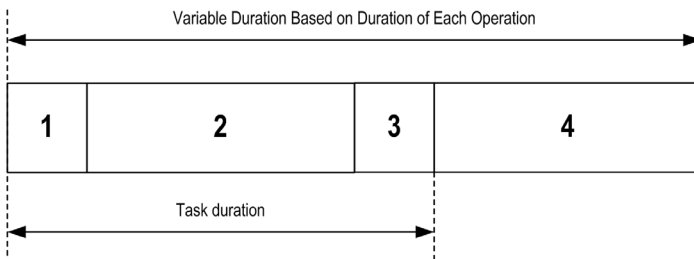 Variable Duration Based on Duration of Each Operation
1 2 3 4
Task duration